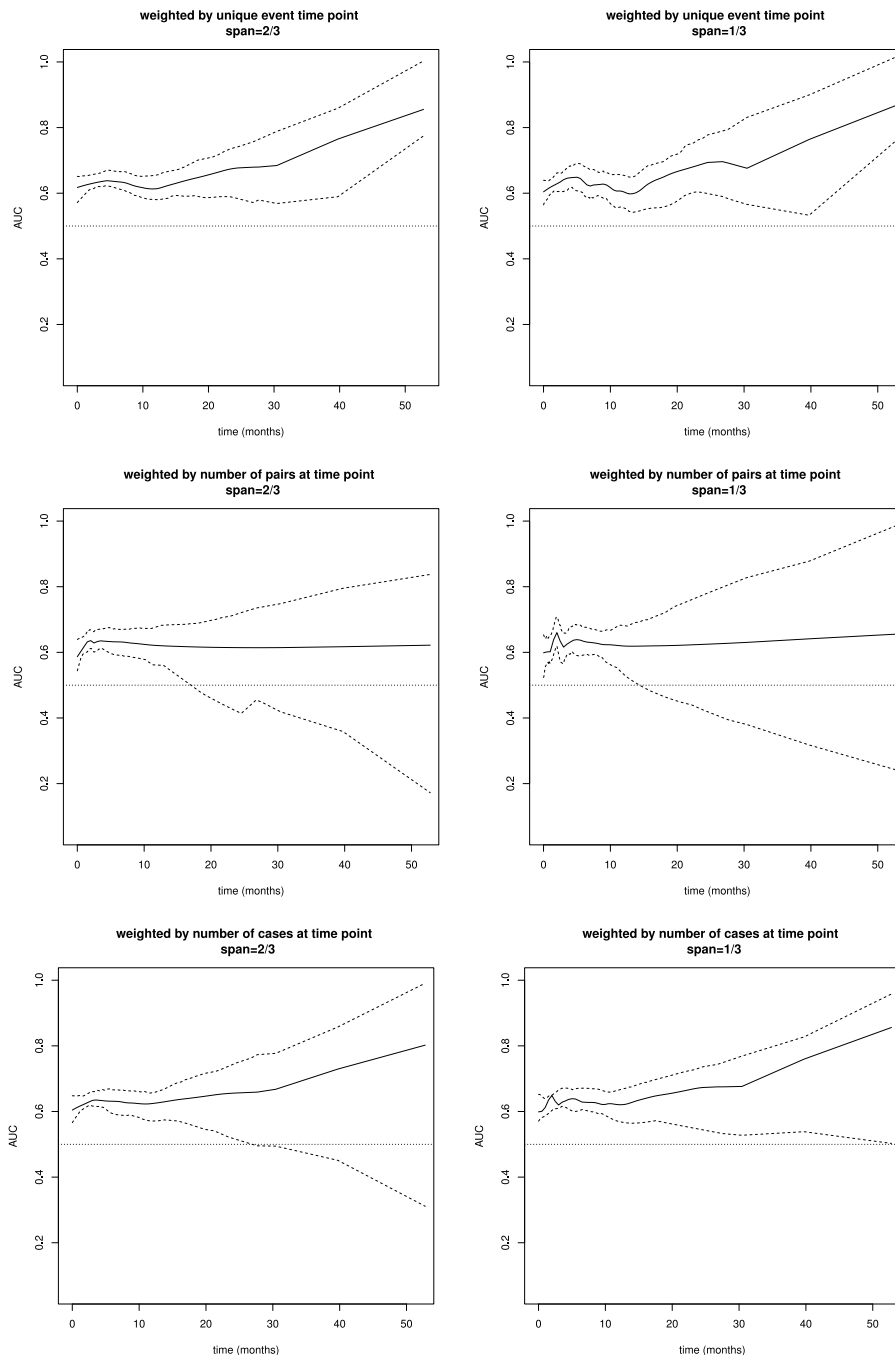 weighted by unique event time point
span=2/3
1.0
0.8
0.6
0.4
0.2
AUC
0 10 20 30 40 50
time (months)
weighted by unique event time point
span=1/3
1.0
0.8
0.6
0.4
0.2
AUC
0 10 20 30 40 50
time (months)
weighted by number of pairs at time point
span=2/3
1.0
0.8
0.6
0.4
0.2
AUC
0 10 20 30 40 50
time (months)
weighted by number of pairs at time point
span=1/3
1.0
0.8
0.6
0.4
0.2
AUC
0 10 20 30 40 50
time (months)
weighted by number of cases at time point
span=2/3
1.0
0.8
0.6
0.4
0.2
AUC
0 10 20 30 40 50
time (months)
weighted by number of cases at time point
span=1/3
1.0
0.8
0.6
0.4
0.2
AUC
0 10 20 30 40 50
time (months)